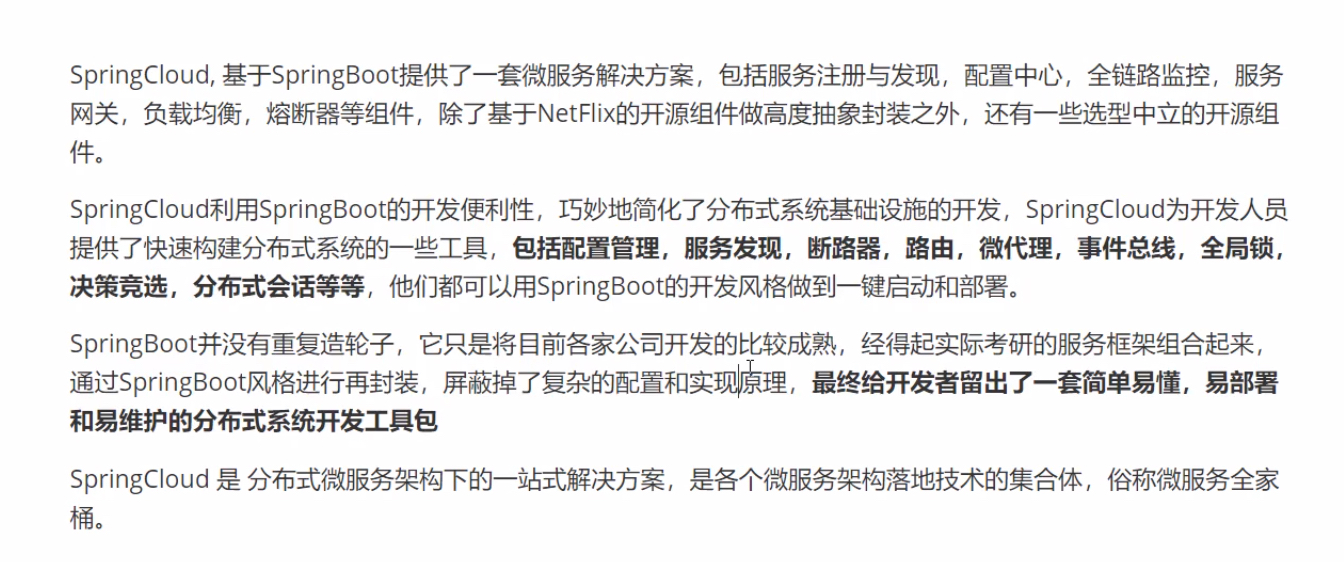 SpringCloud, 基于SpringBoot提供了一套微服务解决方案，包括服务注册与发现，配置中心，全链路监控，服务
网关，负载均衡，熔断器等组件，除了基于NetFlix的开源组件做高度抽象封装之外，还有一些选型中立的开源组
件。
SpringCloud利用SpringBoot的开发便利性，巧妙地简化了分布式系统基础设施的开发，SpringCloud为开发人员
提供了快速构建分布式系统的一些工具，包括配置管理，服务发现，断路器，路由，微代理，事件总线，全局锁，
决策竞选，分布式会话等等，他们都可以用SpringBoot的开发风格做到一键启动和部署。
SpringBoot并没有重复造轮子，它只是将目前各家公司开发的比较成熟，经得起实际考研的服务框架组合起来，
通过SpringBoot风格进行再封装，屏蔽掉了复杂的配置和实现原理，最终给开发者留出了一套简单易懂，易部署
和易维护的分布式系统开发工具包
SpringCloud 是 分布式微服务架构下的一站式解决方案，是各个微服务架构落地技术的集合体，俗称微服务全家
桶。